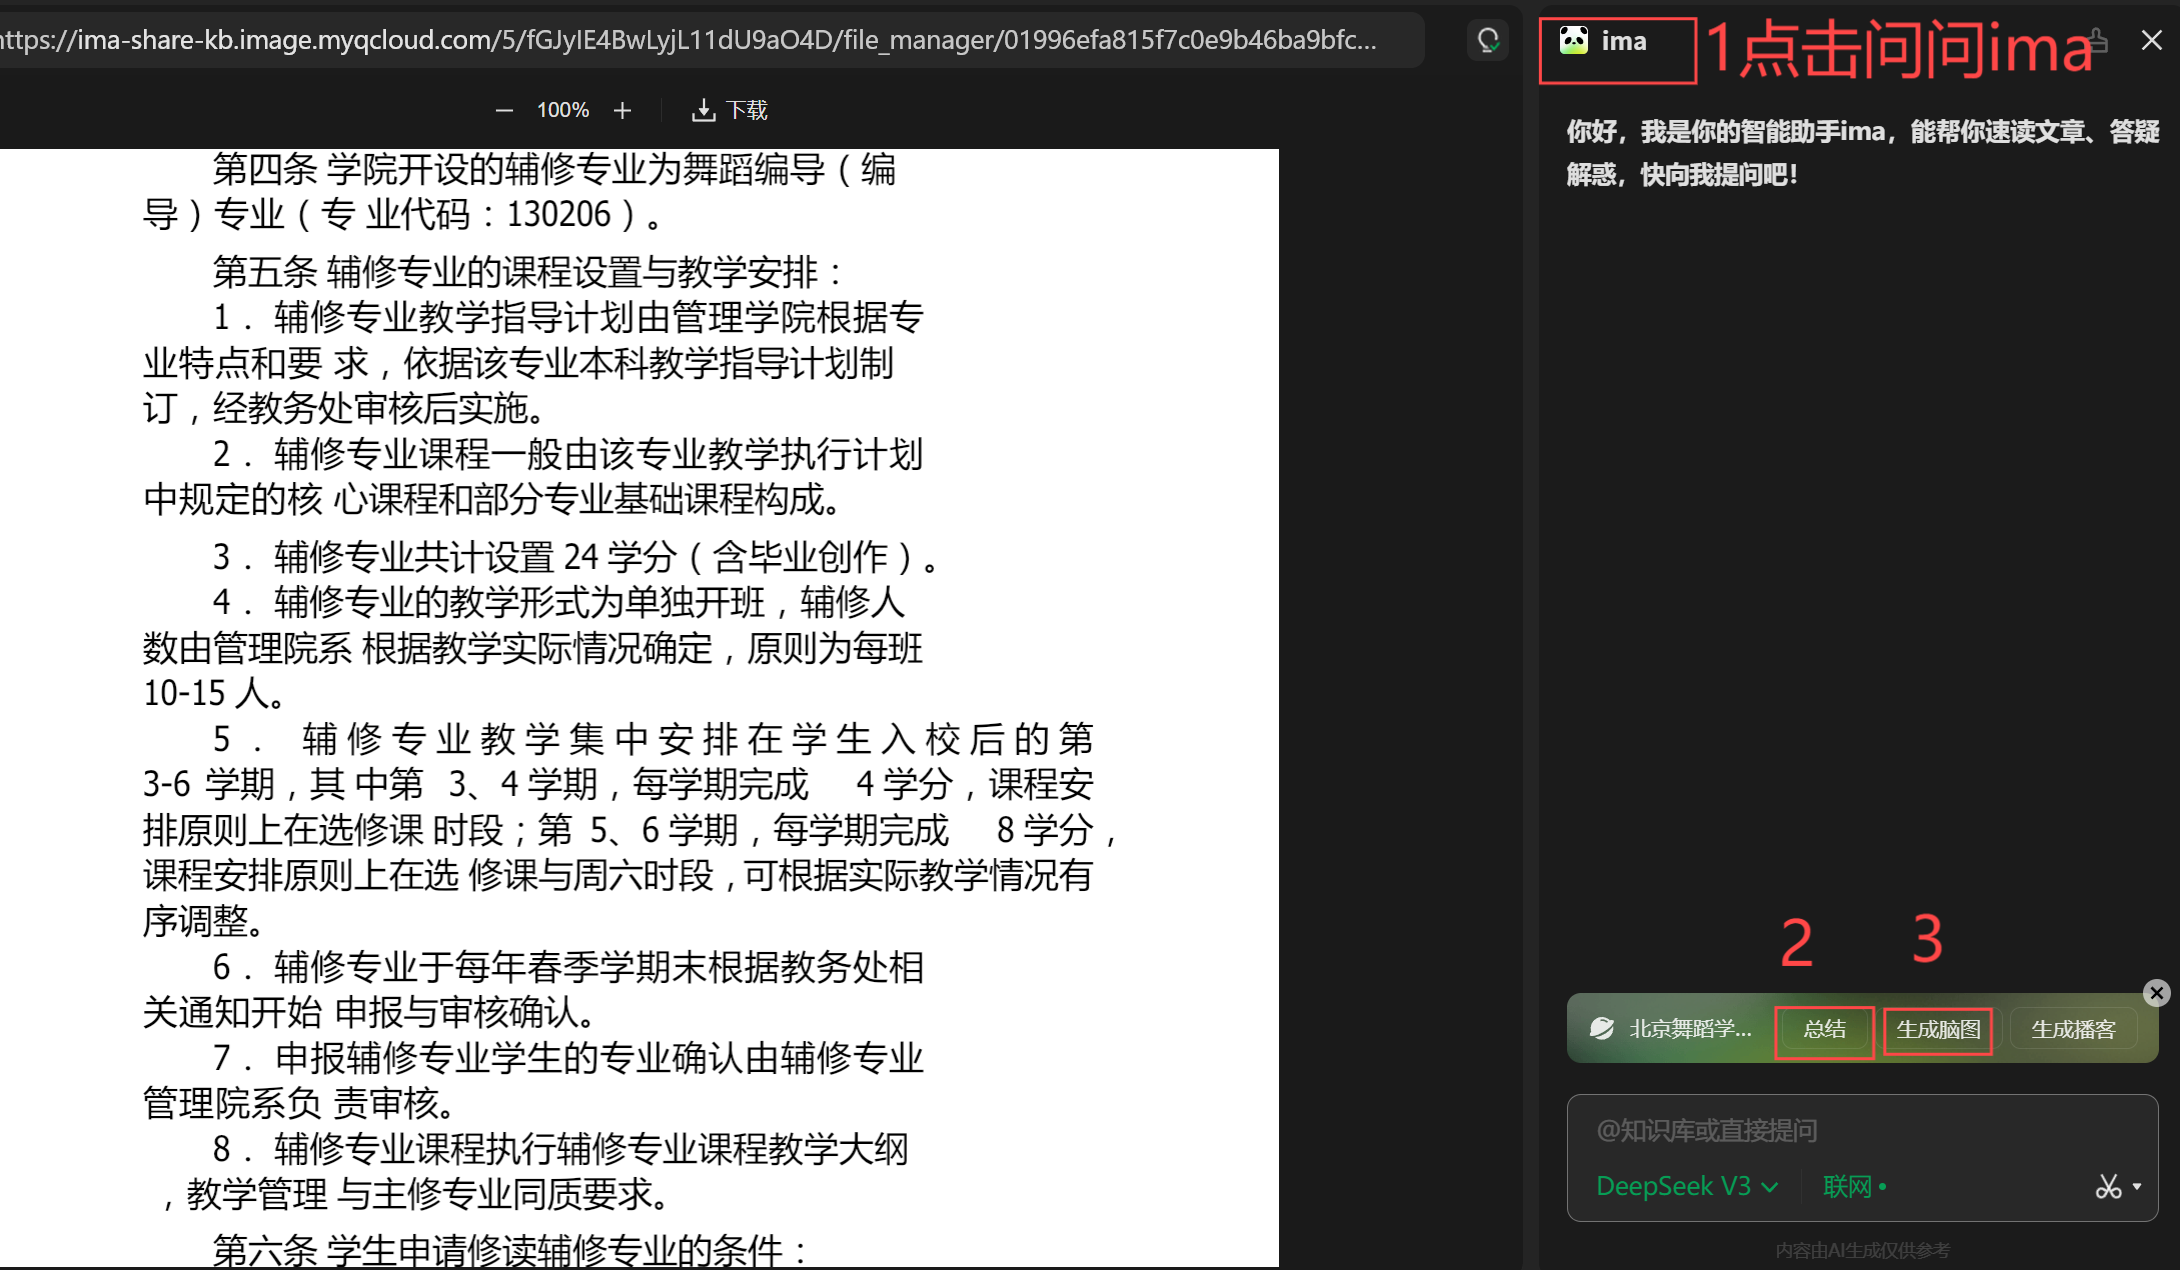 ttps://ima-share-kb.image.myqcloud.com/5/fGJyIE4BwLyjL11dU9aO4D/file_manager/01996efa815f7c0e9b46ba9bfc...
100%
下载
第四条 学院开设的辅修专业为舞蹈编导（编
导）专业（专 业代码：130206）。
第五条 辅修专业的课程设置与教学安排：
1． 辅修专业教学指导计划由管理学院根据专
业特点和要 求，依据该专业本科教学指导计划制
订，经教务处审核后实施。
2． 辅修专业课程一般由该专业教学执行计划
中规定的核 心课程和部分专业基础课程构成。
3． 辅修专业共计设置 24 学分（含毕业创作）。
4． 辅修专业的教学形式为单独开班，辅修人
数由管理院系 根据教学实际情况确定，原则为每班
10-15 人。
5． 辅修专业教学集中安排在学生入校后的第
3-6 学期，其 中第 3、4 学期，每学期完成 4 学分，课程安
排原则上在选修课 时段；第 5、6 学期，每学期完成 8 学分，
课程安排原则上在选 修课与周六时段，可根据实际教学情况有
序调整。
6． 辅修专业于每年春季学期末根据教务处相
关通知开始 申报与审核确认。
7． 申报辅修专业学生的专业确认由辅修专业
管理院系负 责审核。
8． 辅修专业课程执行辅修专业课程教学大纲
，教学管理 与主修专业同质要求。
第六条 学生申请修读辅修专业的条件：
ima
1点击问问ima
你好，我是你的智能助手ima，能帮你速读文章、答疑
解惑，快向我提问吧！
2 3
北京舞蹈学... 总结 生成脑图 生成播客
@知识库或直接提问
DeepSeek V3 联网
内容由AI生成仅供参考